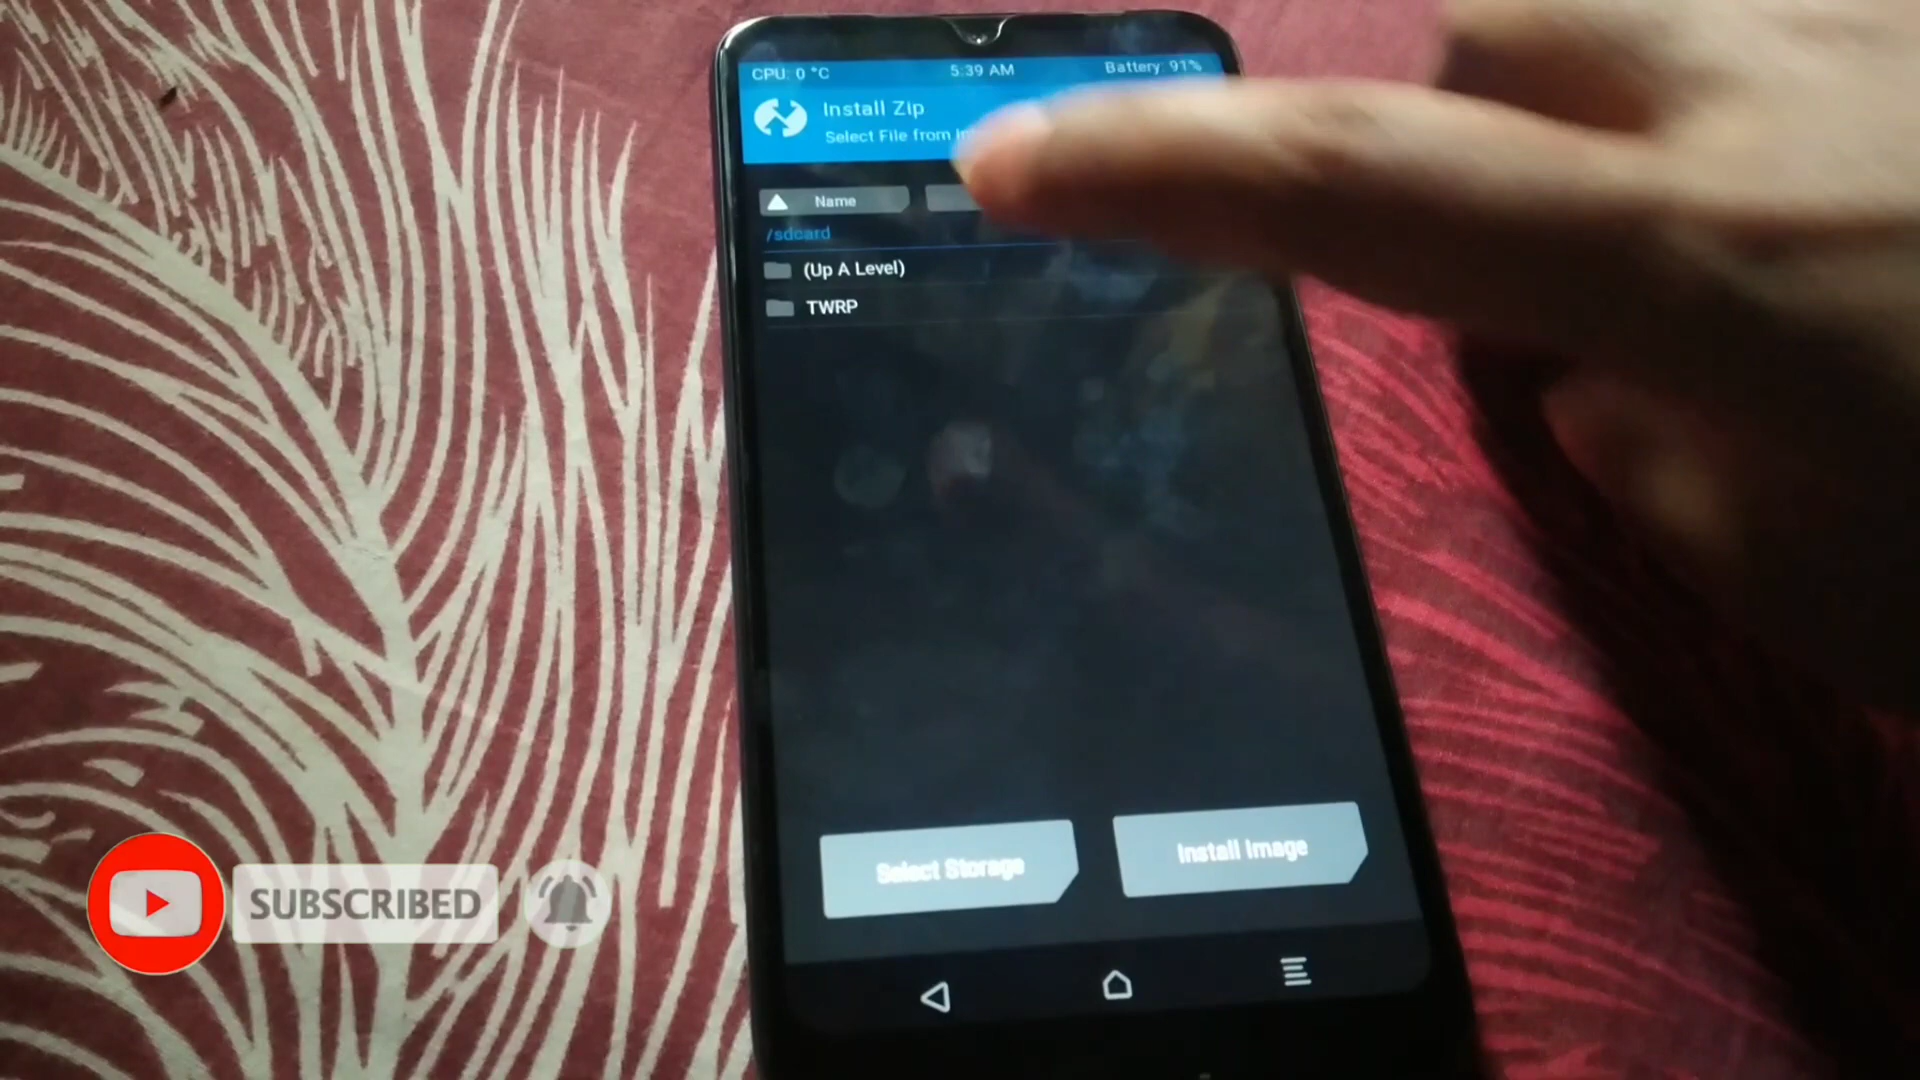 CPU: 0 °C 5:39 AM Battery: 91%
Install Zip
Select File from
Name
/sdcard
(Up A Level)
TWRP
Select Storage Install Image
SUBSCRIBED